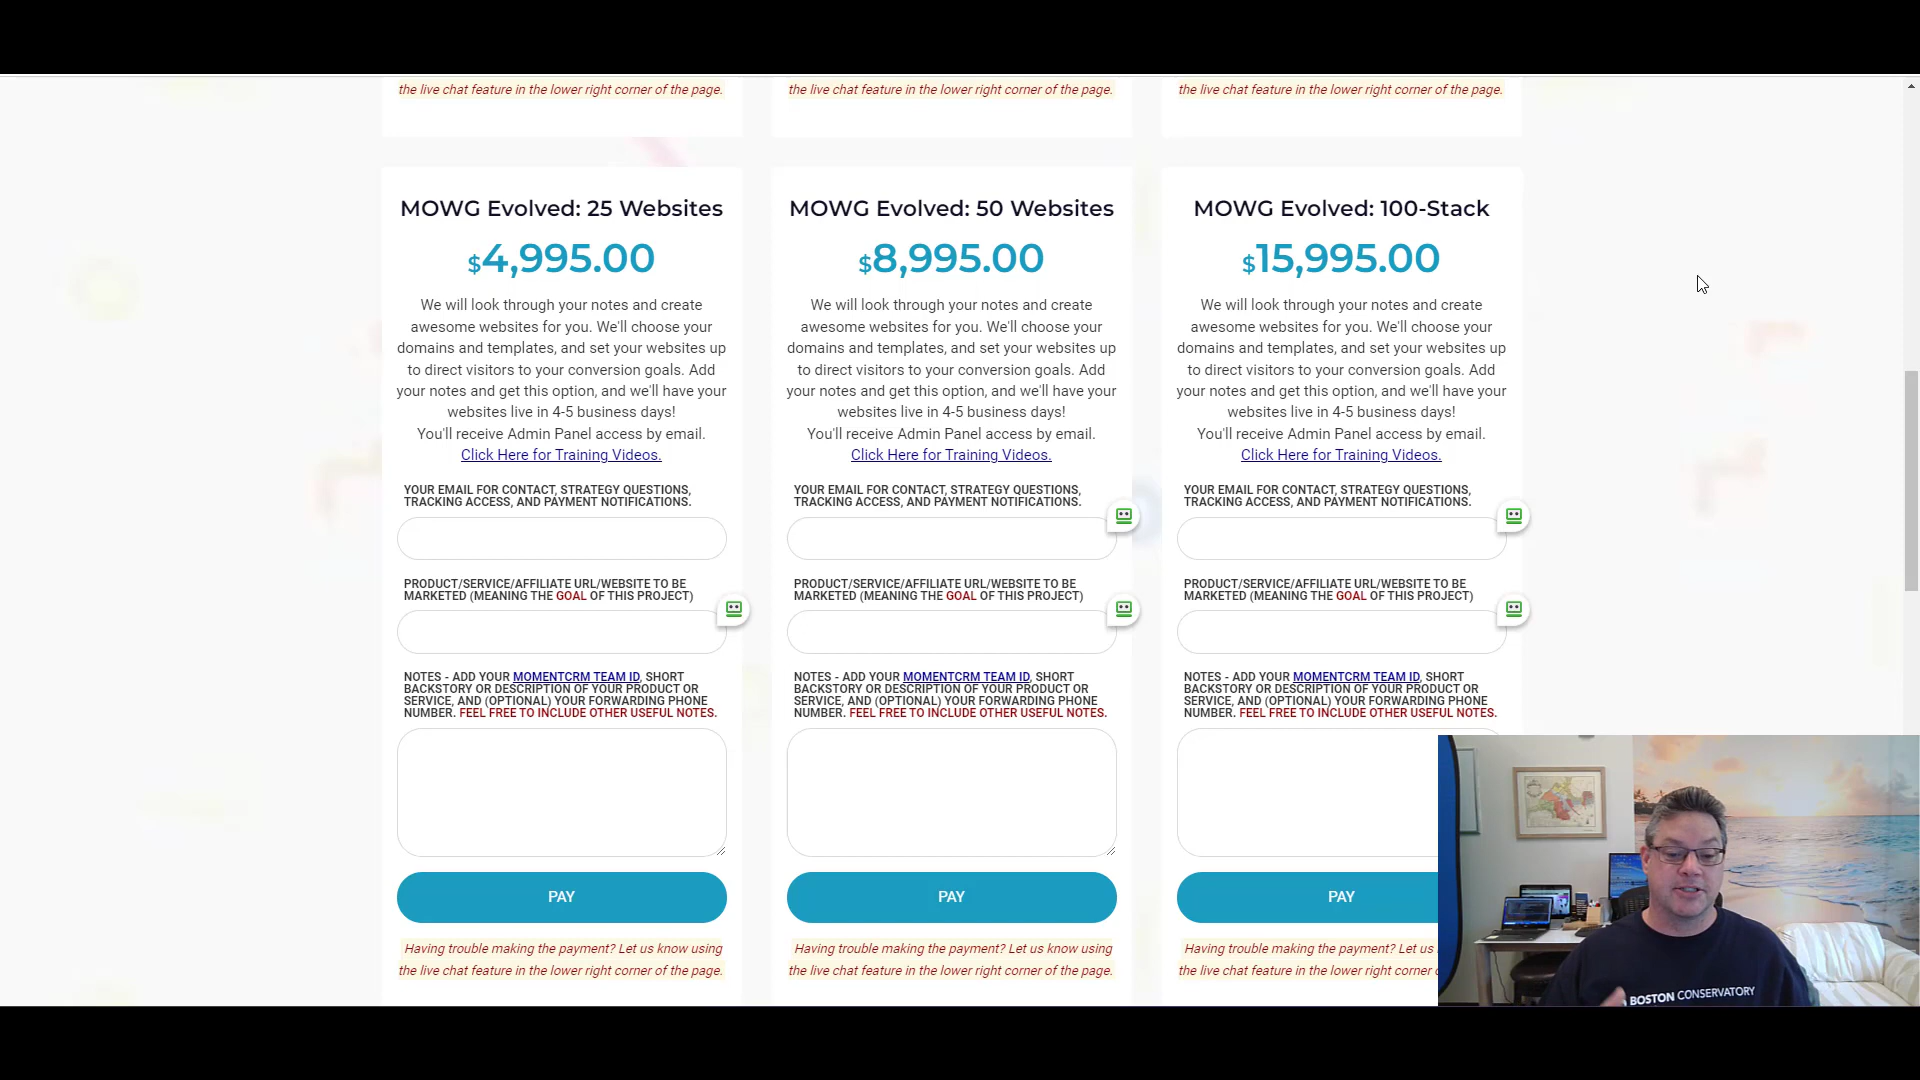 the live chat feature in the lower right corner of the page.
the live chat feature in the lower right corner of the page.
the live chat feature in the lower right corner of the page.
MOWG Evolved: 25 Websites
$4,995.00
We will look through your notes and create
awesome websites for you. We'll choose your
domains and templates, and set your websites up
to direct visitors to your conversion goals. Add
your notes and get this option, and we'll have your
websites live in 4-5 business days!
You'll receive Admin Panel access by email.
Click Here for Training Videos.
YOUR EMAIL FOR CONTACT, STRATEGY QUESTIONS,
TRACKING ACCESS, AND PAYMENT NOTIFICATIONS.
PRODUCT/SERVICE/AFFILIATE URL/WEBSITE TO BE
MARKETED (MEANING THE GOAL OF THIS PROJECT)
NOTES - ADD YOUR MOMENTCRM TEAM ID, SHORT
BACKSTORY OR DESCRIPTION OF YOUR PRODUCT OR
SERVICE, AND (OPTIONAL) YOUR FORWARDING PHONE
NUMBER. FEEL FREE TO INCLUDE OTHER USEFUL NOTES.
PAY
Having trouble making the payment? Let us know using
the live chat feature in the lower right corner of the page.
MOWG Evolved: 50 Websites
$8,995.00
We will look through your notes and create
awesome websites for you. We'll choose your
domains and templates, and set your websites up
to direct visitors to your conversion goals. Add
your notes and get this option, and we'll have your
websites live in 4-5 business days!
You'll receive Admin Panel access by email.
Click Here for Training Videos.
YOUR EMAIL FOR CONTACT, STRATEGY QUESTIONS,
TRACKING ACCESS, AND PAYMENT NOTIFICATIONS.
PRODUCT/SERVICE/AFFILIATE URL/WEBSITE TO BE
MARKETED (MEANING THE GOAL OF THIS PROJECT)
NOTES - ADD YOUR MOMENTCRM TEAM ID, SHORT
BACKSTORY OR DESCRIPTION OF YOUR PRODUCT OR
SERVICE, AND (OPTIONAL) YOUR FORWARDING PHONE
NUMBER. FEEL FREE TO INCLUDE OTHER USEFUL NOTES.
PAY
Having trouble making the payment? Let us know using
the live chat feature in the lower right corner of the page.
MOWG Evolved: 100-Stack
$15,995.00
We will look through your notes and create
awesome websites for you. We'll choose your
domains and templates, and set your websites up
to direct visitors to your conversion goals. Add
your notes and get this option, and we'll have your
websites live in 4-5 business days!
You'll receive Admin Panel access by email.
Click Here for Training Videos.
YOUR EMAIL FOR CONTACT, STRATEGY QUESTIONS,
TRACKING ACCESS, AND PAYMENT NOTIFICATIONS.
PRODUCT/SERVICE/AFFILIATE URL/WEBSITE TO BE
MARKETED (MEANING THE GOAL OF THIS PROJECT)
NOTES - ADD YOUR MOMENTCRM TEAM ID, SHORT
BACKSTORY OR DESCRIPTION OF YOUR PRODUCT OR
SERVICE, AND (OPTIONAL) YOUR FORWARDING PHONE
NUMBER. FEEL FREE TO INCLUDE OTHER USEFUL NOTES.
PAY
Having trouble making the payment? Let us
the live chat feature in the lower right corner
BOSTON CONSERVATORY